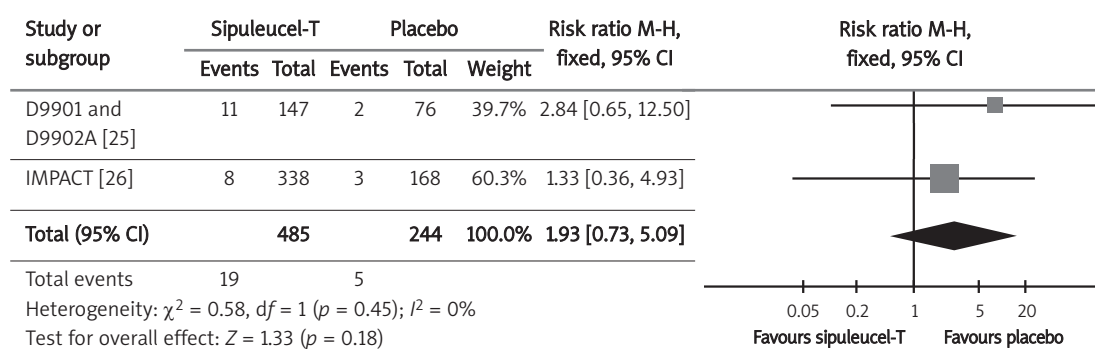 Study or subgroup Sipuleucel-T Placebo Risk ratio M-H, fixed, 95% CI Risk ratio M-H, fixed, 95% CI
Events Total Events Total Weight
D9901 and D9902A [25] 11 147 2 76 39.7% 2.84 [0.65, 12.50]
IMPACT [26] 8 338 3 168 60.3% 1.33 [0.36, 4.93]
Total (95% CI) 485 244 100.0% 1.93 [0.73, 5.09]
Total events 19 5
Heterogeneity: χ² = 0.58, df = 1 (p = 0.45); I² = 0%
Test for overall effect: Z = 1.33 (p = 0.18)
0.05 0.2 1 5 20
Favours sipuleucel-T Favours placebo